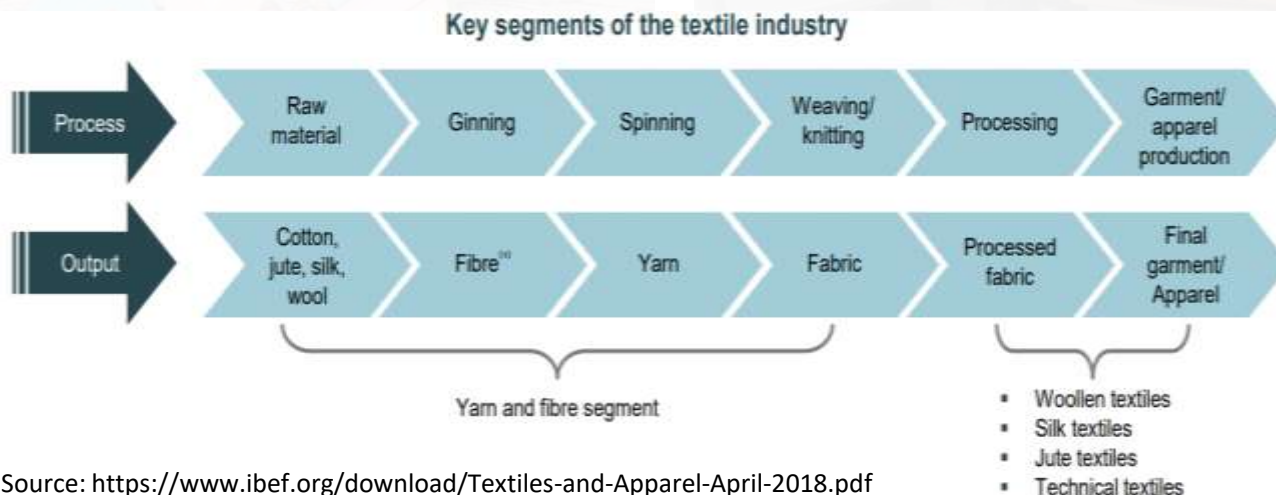 Key segments of the textile industry
Process
Raw
material
Ginning
Spinning
Weaving/
knitting
Processing
Garment/
apparel
production
Output
Cotton,
jute, silk,
wool
Fibre
Yarn
Fabric
Processed
fabric
Final
garment/
Apparel
Yarn and fibre segment
▪ Woollen textiles
▪ Silk textiles
▪ Jute textiles
▪ Technical textiles
Source: https://www.ibef.org/download/Textiles-and-Apparel-April-2018.pdf